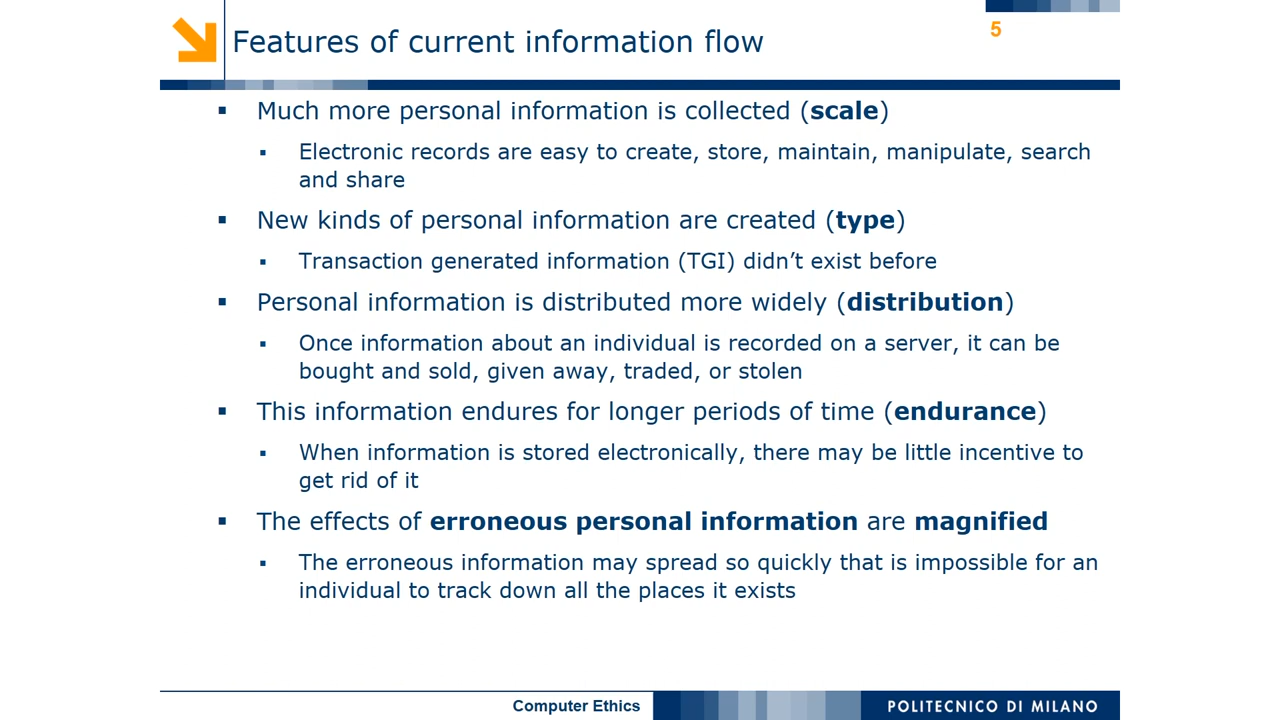 Features of current information flow
5
▪ Much more personal information is collected (scale)
▪ Electronic records are easy to create, store, maintain, manipulate, search
and share
▪ New kinds of personal information are created (type)
▪ Transaction generated information (TGI) didn’t exist before
▪ Personal information is distributed more widely (distribution)
▪ Once information about an individual is recorded on a server, it can be
bought and sold, given away, traded, or stolen
▪ This information endures for longer periods of time (endurance)
▪ When information is stored electronically, there may be little incentive to
get rid of it
▪ The effects of erroneous personal information are magnified
▪ The erroneous information may spread so quickly that is impossible for an
individual to track down all the places it exists
Computer Ethics
POLITECNICO DI MILANO